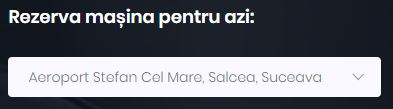 Rezerva mașina pentru azi:
Aeroport Stefan Cel Mare, Salcea, Suceava